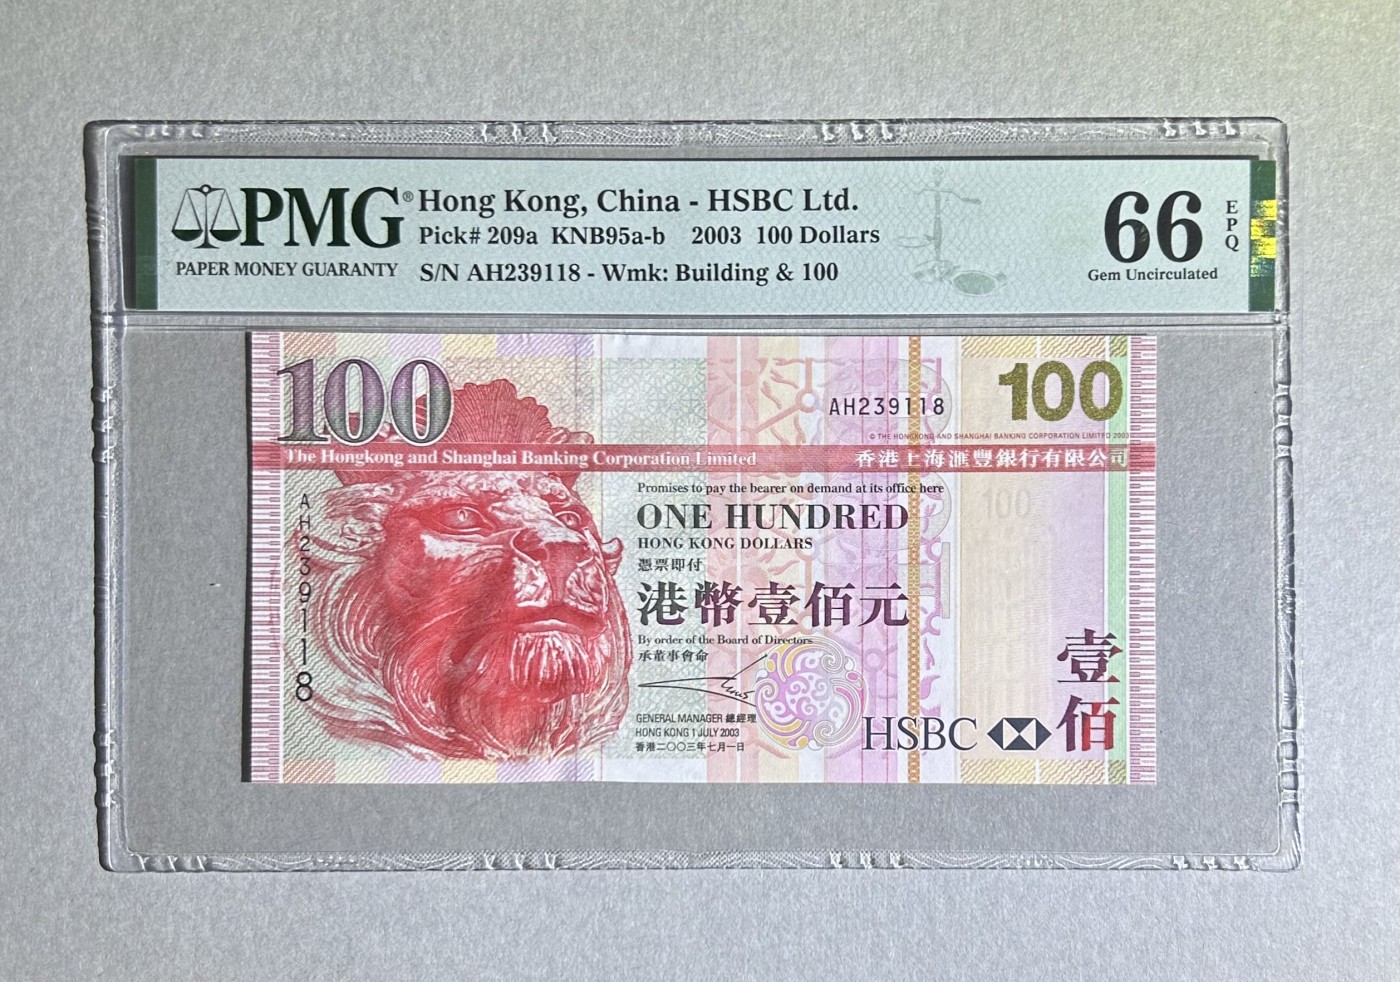 PMG®
PAPER MONEY GUARANTY
Hong Kong, China - HSBC Ltd.
Pick# 209a KNB95a-b 2003 100 Dollars
S/N AH239118 - Wmk: Building & 100
66
EPQ
Gem Uncirculated
100
100
AH239118
© THE HONGKONG AND SHANGHAI BANKING CORPORATION LIMITED 2003
The Hongkong and Shanghai Banking Corporation Limited
香港上海滙豐銀行有限公司
AH239118
Promises to pay the bearer on demand at its office here
100
ONE HUNDRED
HONG KONG DOLLARS
憑票即付
港幣壹佰元
By order of the Board of Directors
承董事會命
GENERAL MANAGER 總經理
HONG KONG 1 JULY 2003
香港二〇〇三年七月一日
HSBC
壹佰